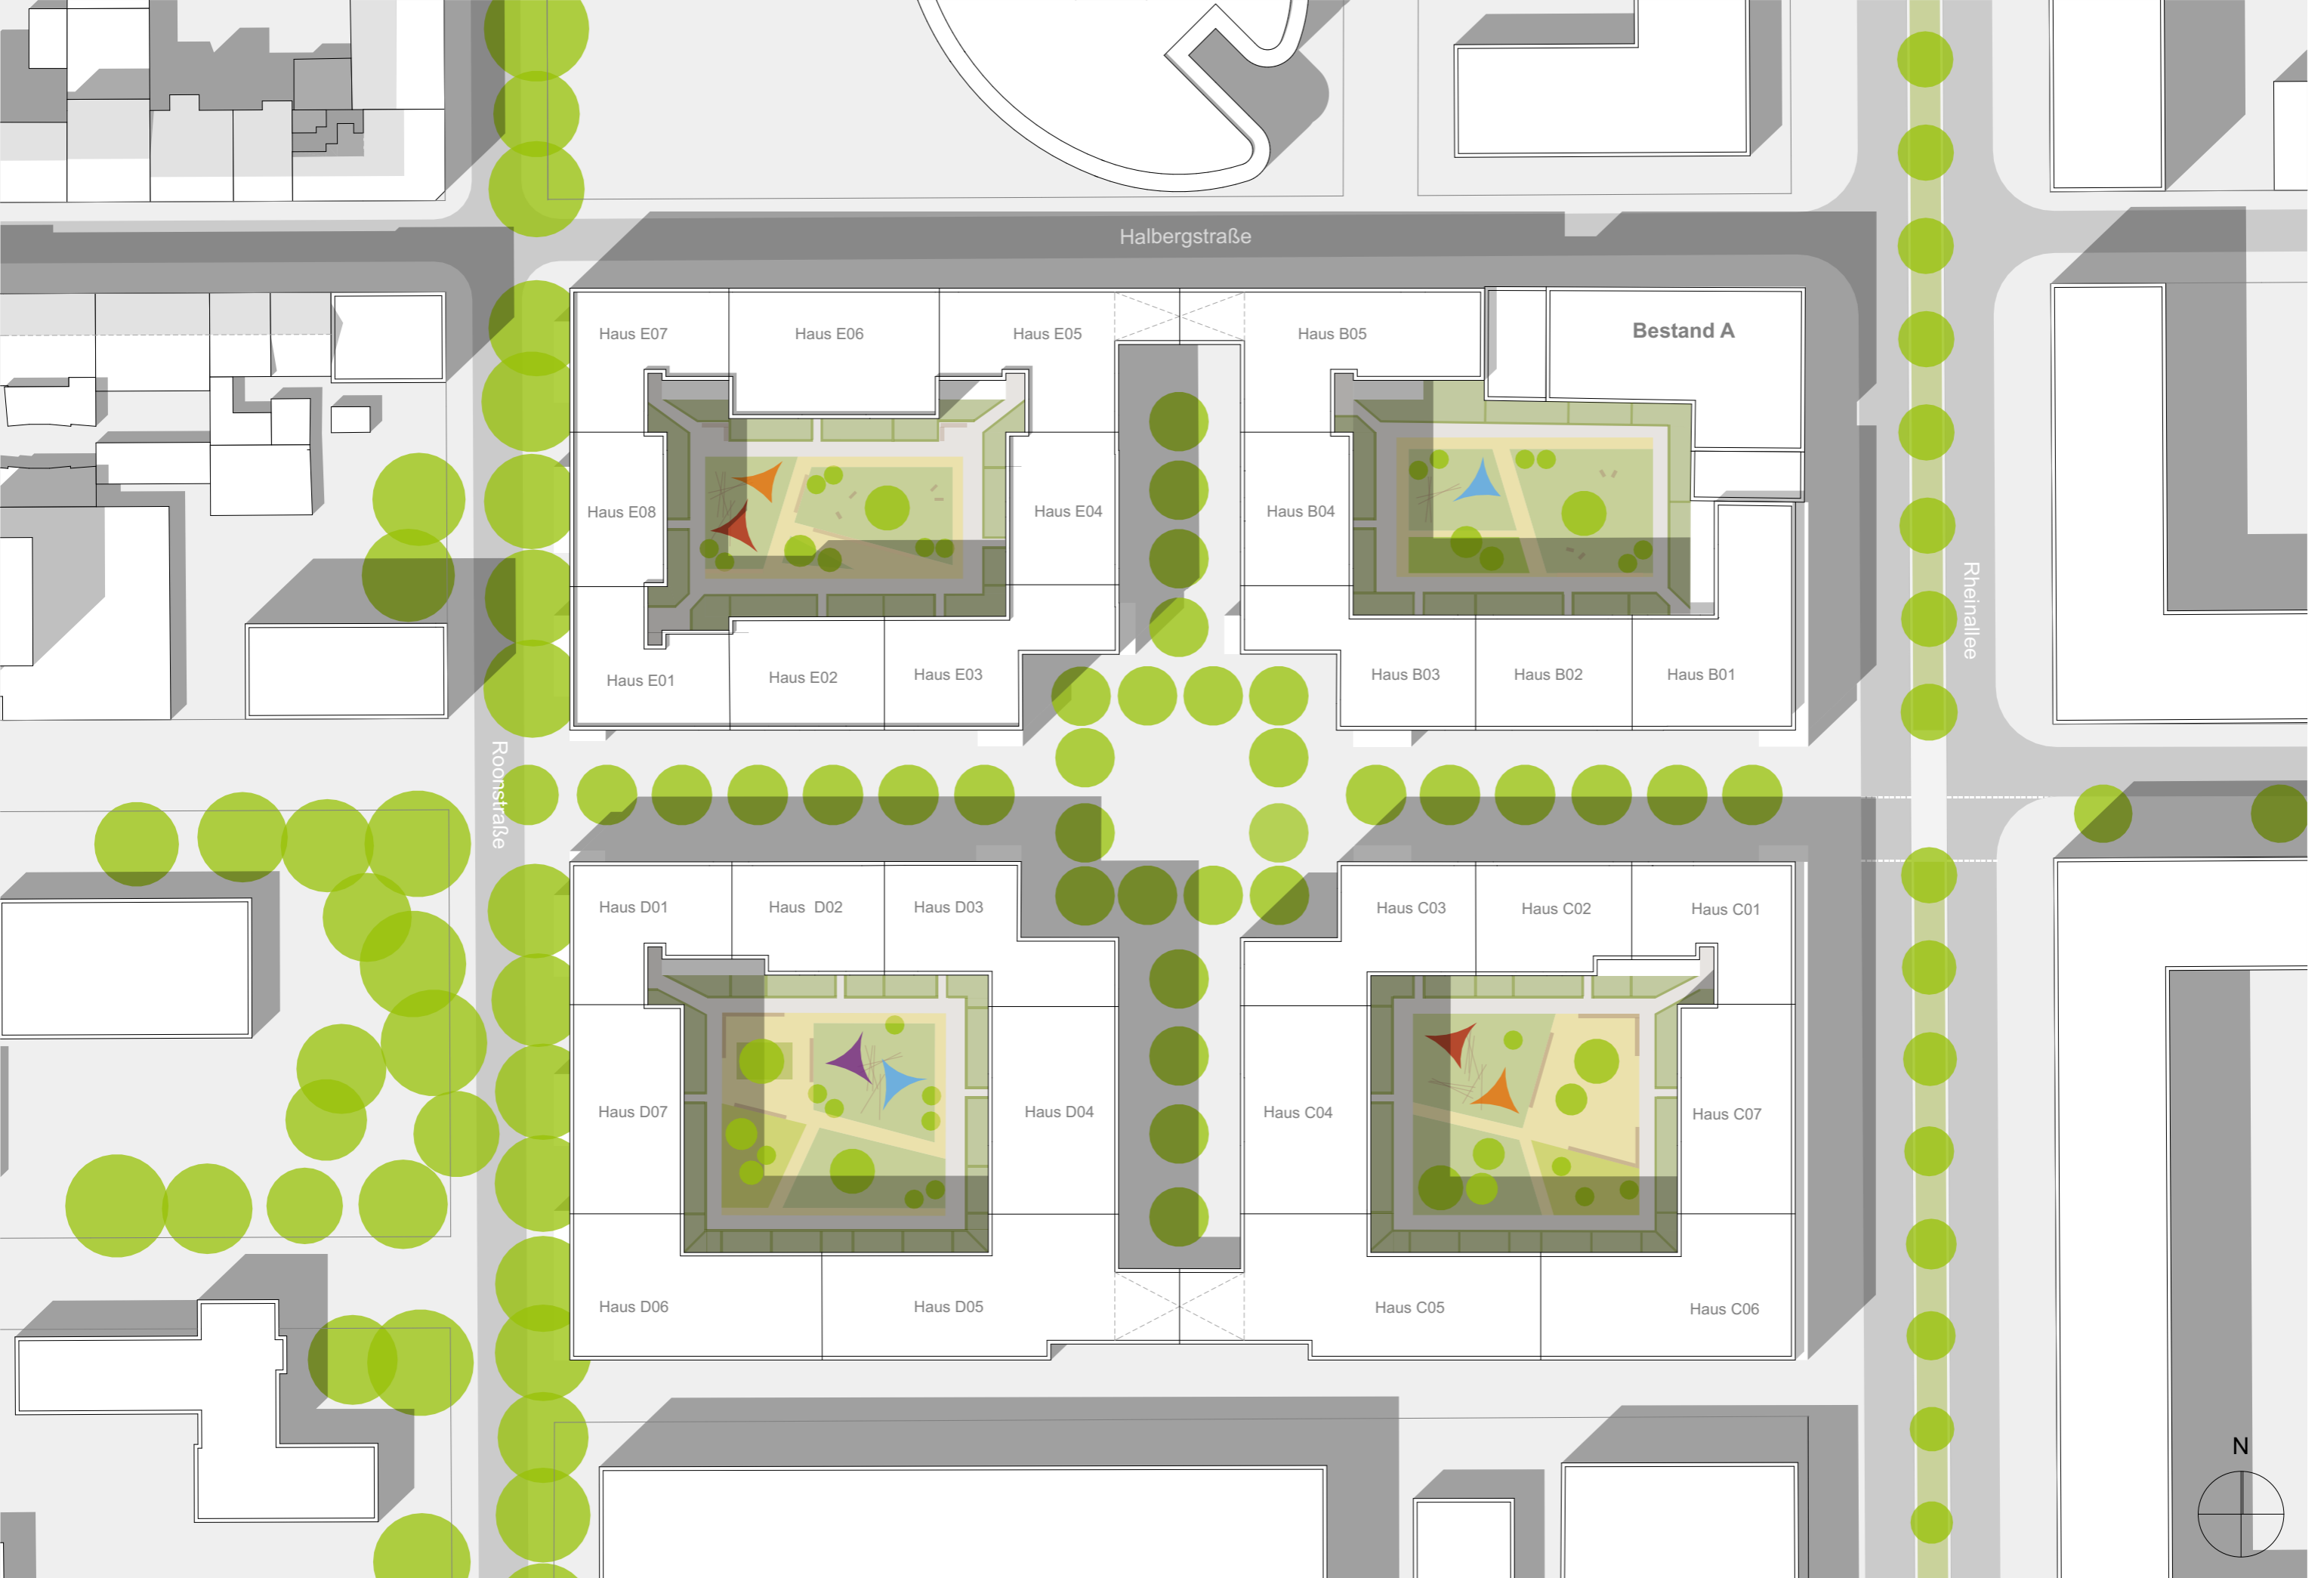 Halbergstraße
Haus E07
Haus E06
Haus E05
Haus B05
Bestand A
Haus E08
Haus E04
Haus B04
Rheinallee
Haus E01
Haus E02
Haus E03
Haus B03
Haus B02
Haus B01
Roonstraße
Haus D01
Haus D02
Haus D03
Haus C03
Haus C02
Haus C01
Haus D07
Haus D04
Haus C04
Haus C07
Haus D06
Haus D05
Haus C05
Haus C06
N